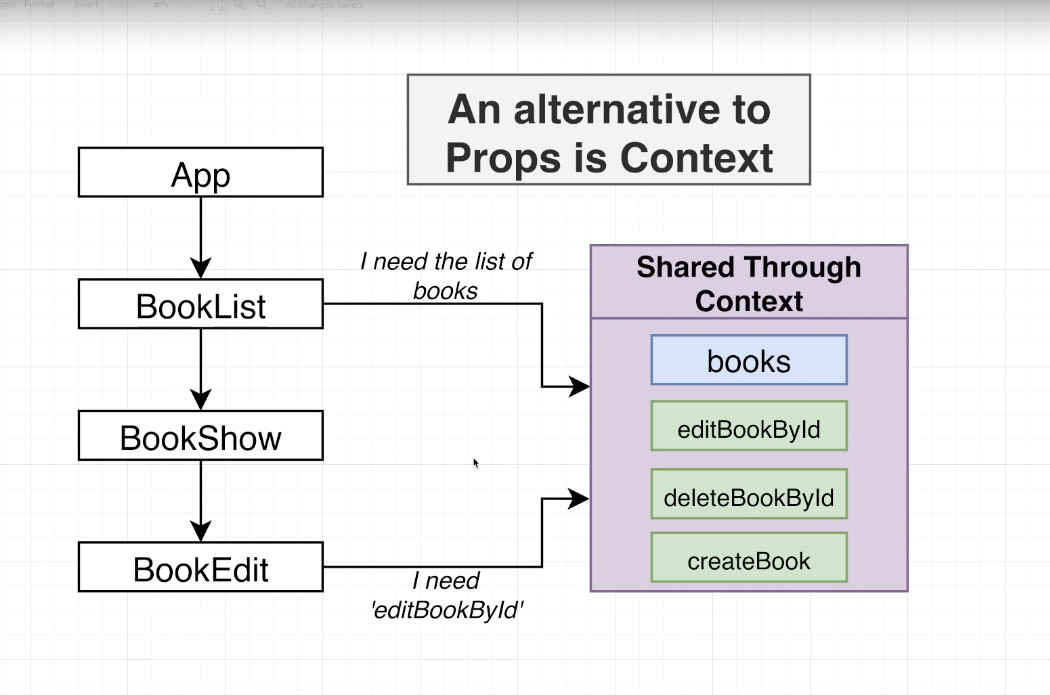 Format Insert All changes saved
An alternative to
Props is Context
App
I need the list of
books
BookList
Shared Through
Context
books
editBookById
BookShow
deleteBookById
createBook
BookEdit
I need
'editBookById'